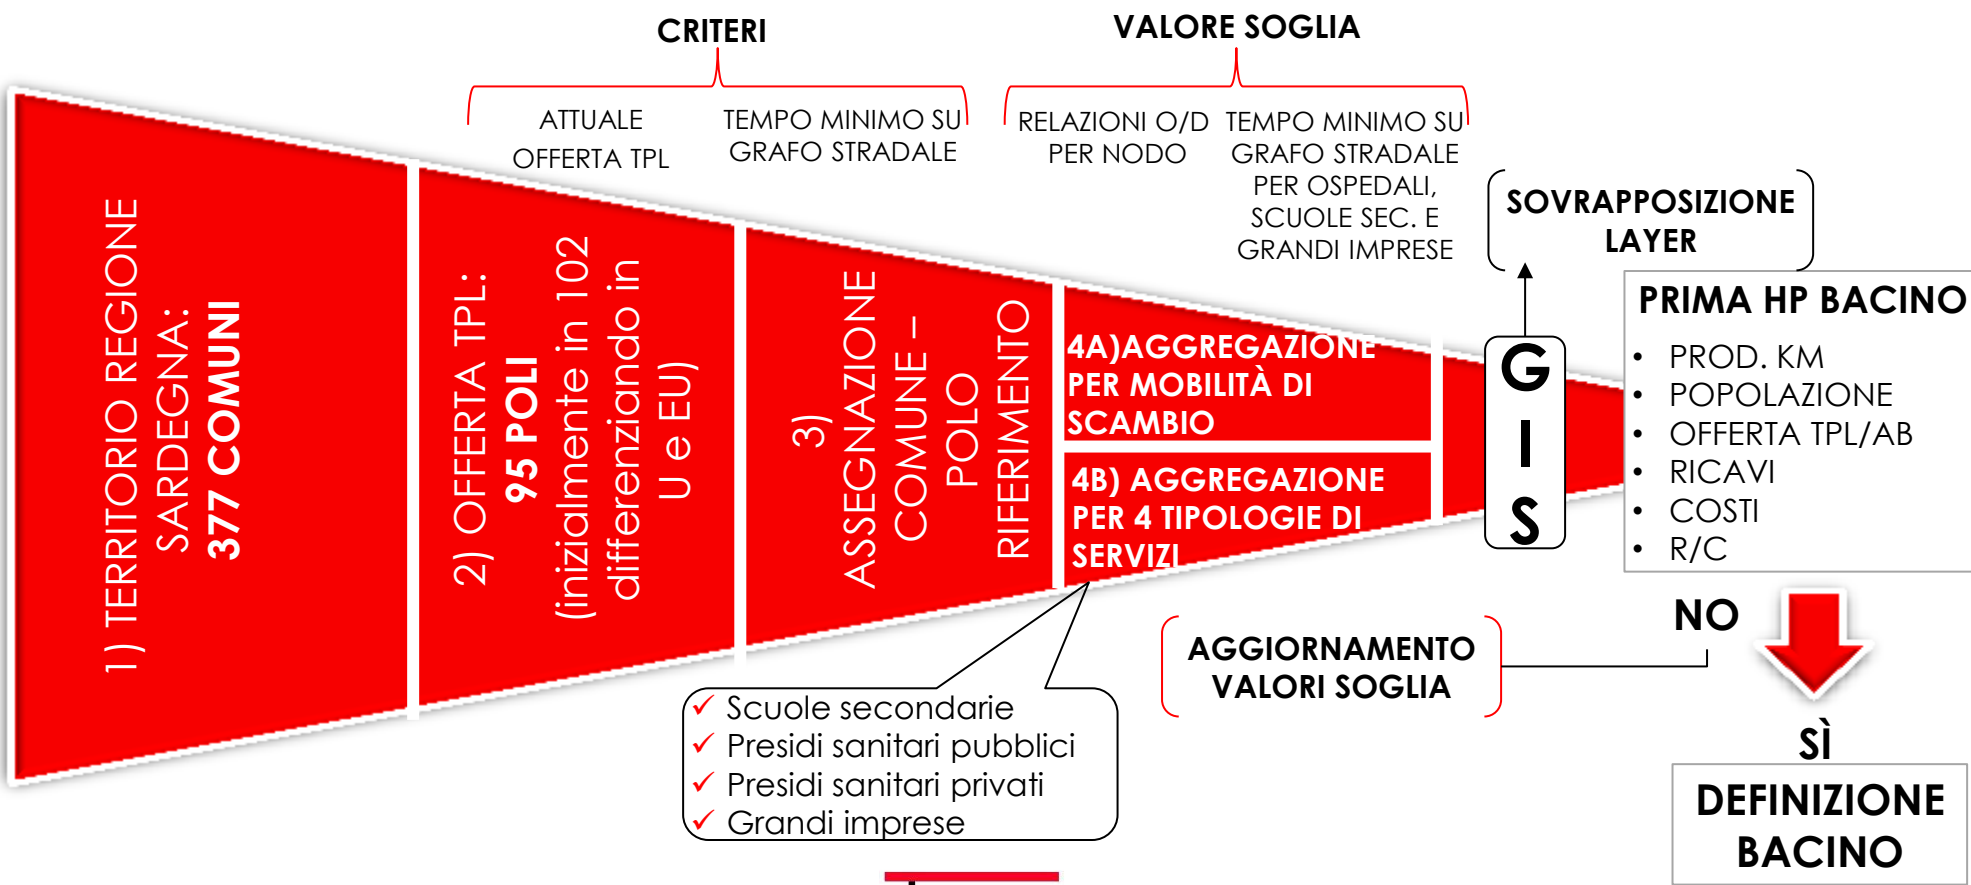 CRITERI
VALORE SOGLIA
ATTUALE
OFFERTA TPL
TEMPO MINIMO SU
GRAFO STRADALE
RELAZIONI O/D
PER NODO
TEMPO MINIMO SU
GRAFO STRADALE
PER OSPEDALI,
SCUOLE SEC. E
GRANDI IMPRESE
1) TERRITORIO REGIONE
SARDEGNA:
377 COMUNI
2) OFFERTA TPL:
95 POLI
(inizialmente in 102
differenziando in
U e EU)
3)
ASSEGNAZIONE
COMUNE –
POLO
RIFERIMENTO
4A)AGGREGAZIONE
PER MOBILITÀ DI
SCAMBIO
4B) AGGREGAZIONE
PER 4 TIPOLOGIE DI
SERVIZI
G
I
S
SOVRAPPOSIZIONE
LAYER
PRIMA HP BACINO
• PROD. KM
• POPOLAZIONE
• OFFERTA TPL/AB
• RICAVI
• COSTI
• R/C
NO
AGGIORNAMENTO
VALORI SOGLIA
✓ Scuole secondarie
✓ Presidi sanitari pubblici
✓ Presidi sanitari privati
✓ Grandi imprese
SÌ
DEFINIZIONE
BACINO